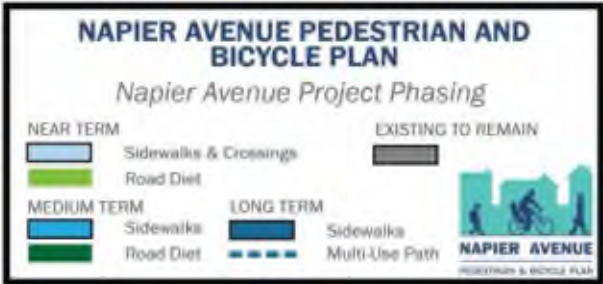 NAPIER AVENUE PEDESTRIAN AND
BICYCLE PLAN
Napier Avenue Project Phasing
NEAR TERM
Sidewalks & Crossings
Road Diet
EXISTING TO REMAIN
MEDIUM TERM
Sidewalks
Road Diet
LONG TERM
Sidewalks
Multi-Use Path
NAPIER AVENUE
PEDESTRIAN & BICYCLE PLAN